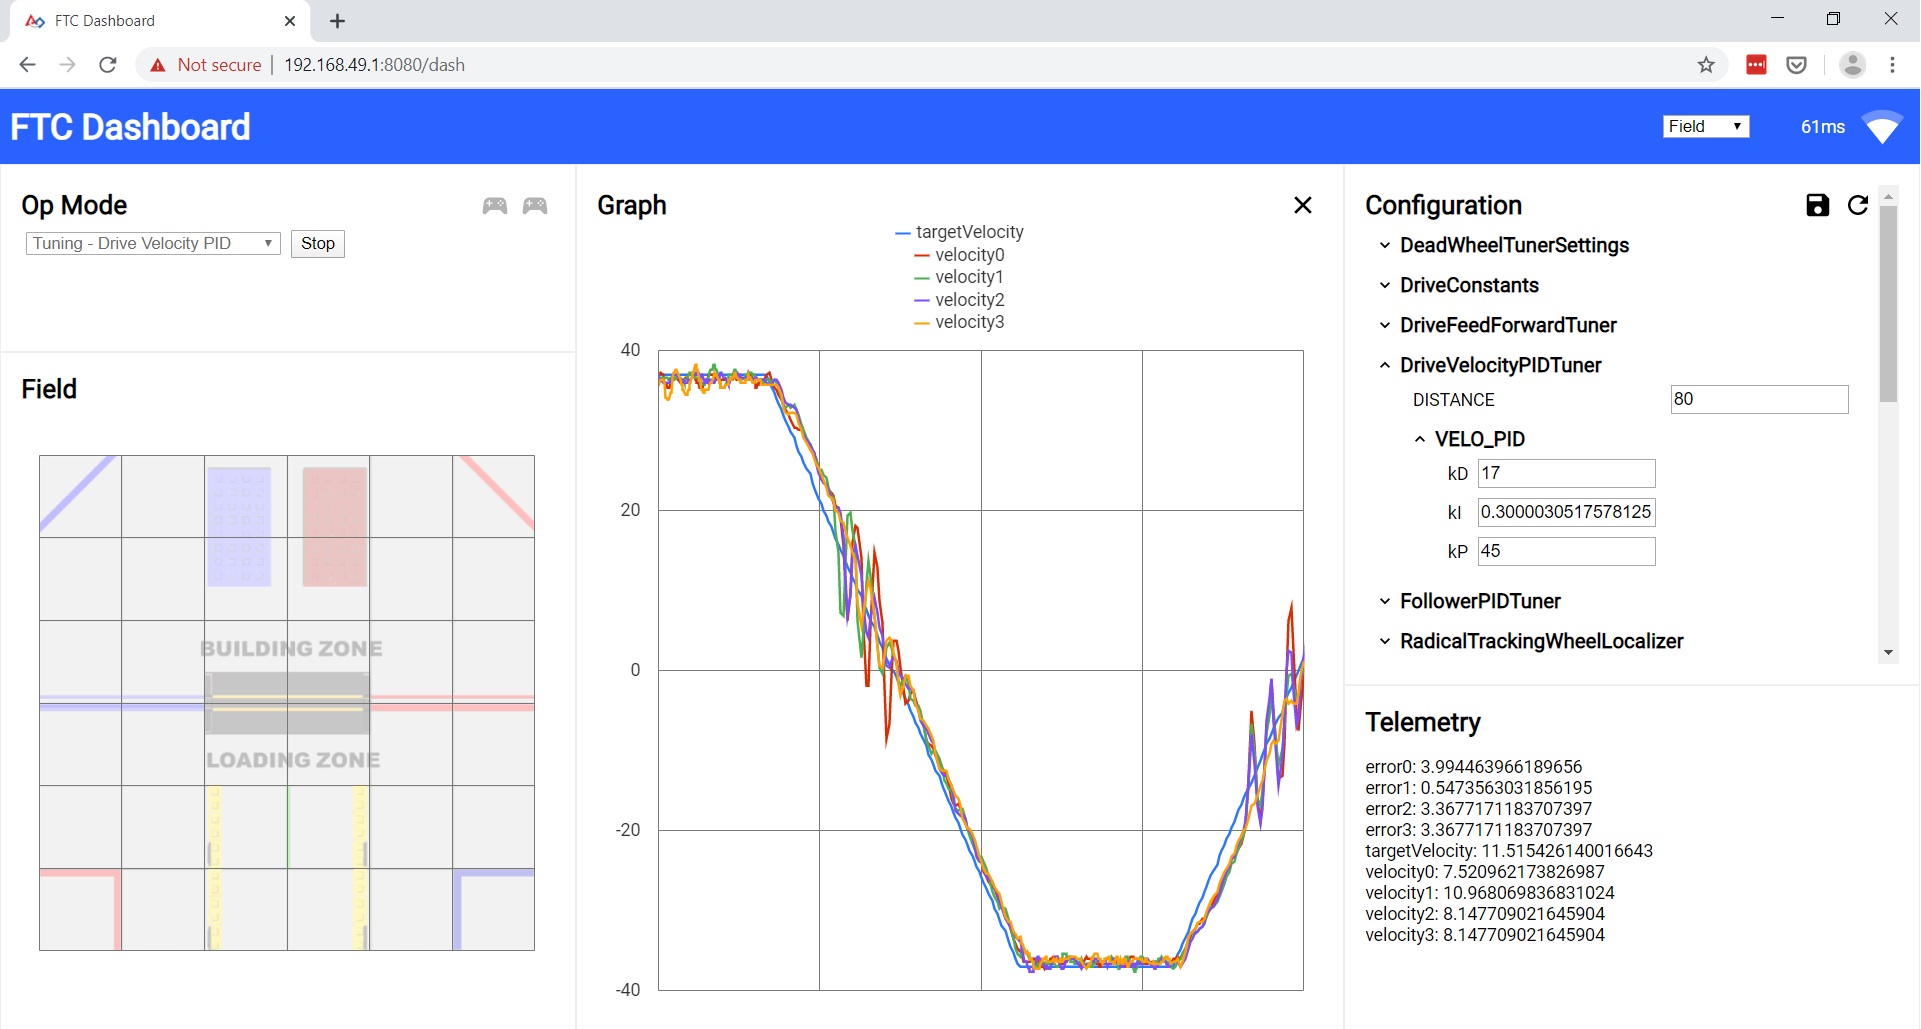 FTC Dashboard
Not secure
192.168.49.1:8080/dash
FTC Dashboard
Field
61ms
Op Mode
Tuning - Drive Velocity PID
Stop
Field
BUILDING ZONE
LOADING ZONE
Graph
targetVelocity
velocity0
velocity1
velocity2
velocity3
40
20
0
-20
-40
Configuration
DeadWheelTunerSettings
DriveConstants
DriveFeedForwardTuner
DriveVelocityPIDTuner
DISTANCE 80
VELO_PID
kD 17
kI 0.3000030517578125
kP 45
FollowerPIDTuner
RadicalTrackingWheelLocalizer
Telemetry
error0: 3.994463966189656
error1: 0.5473563031856195
error2: 3.3677171183707397
error3: 3.3677171183707397
targetVelocity: 11.515426140016643
velocity0: 7.520962173826987
velocity1: 10.968069836831024
velocity2: 8.147709021645904
velocity3: 8.147709021645904